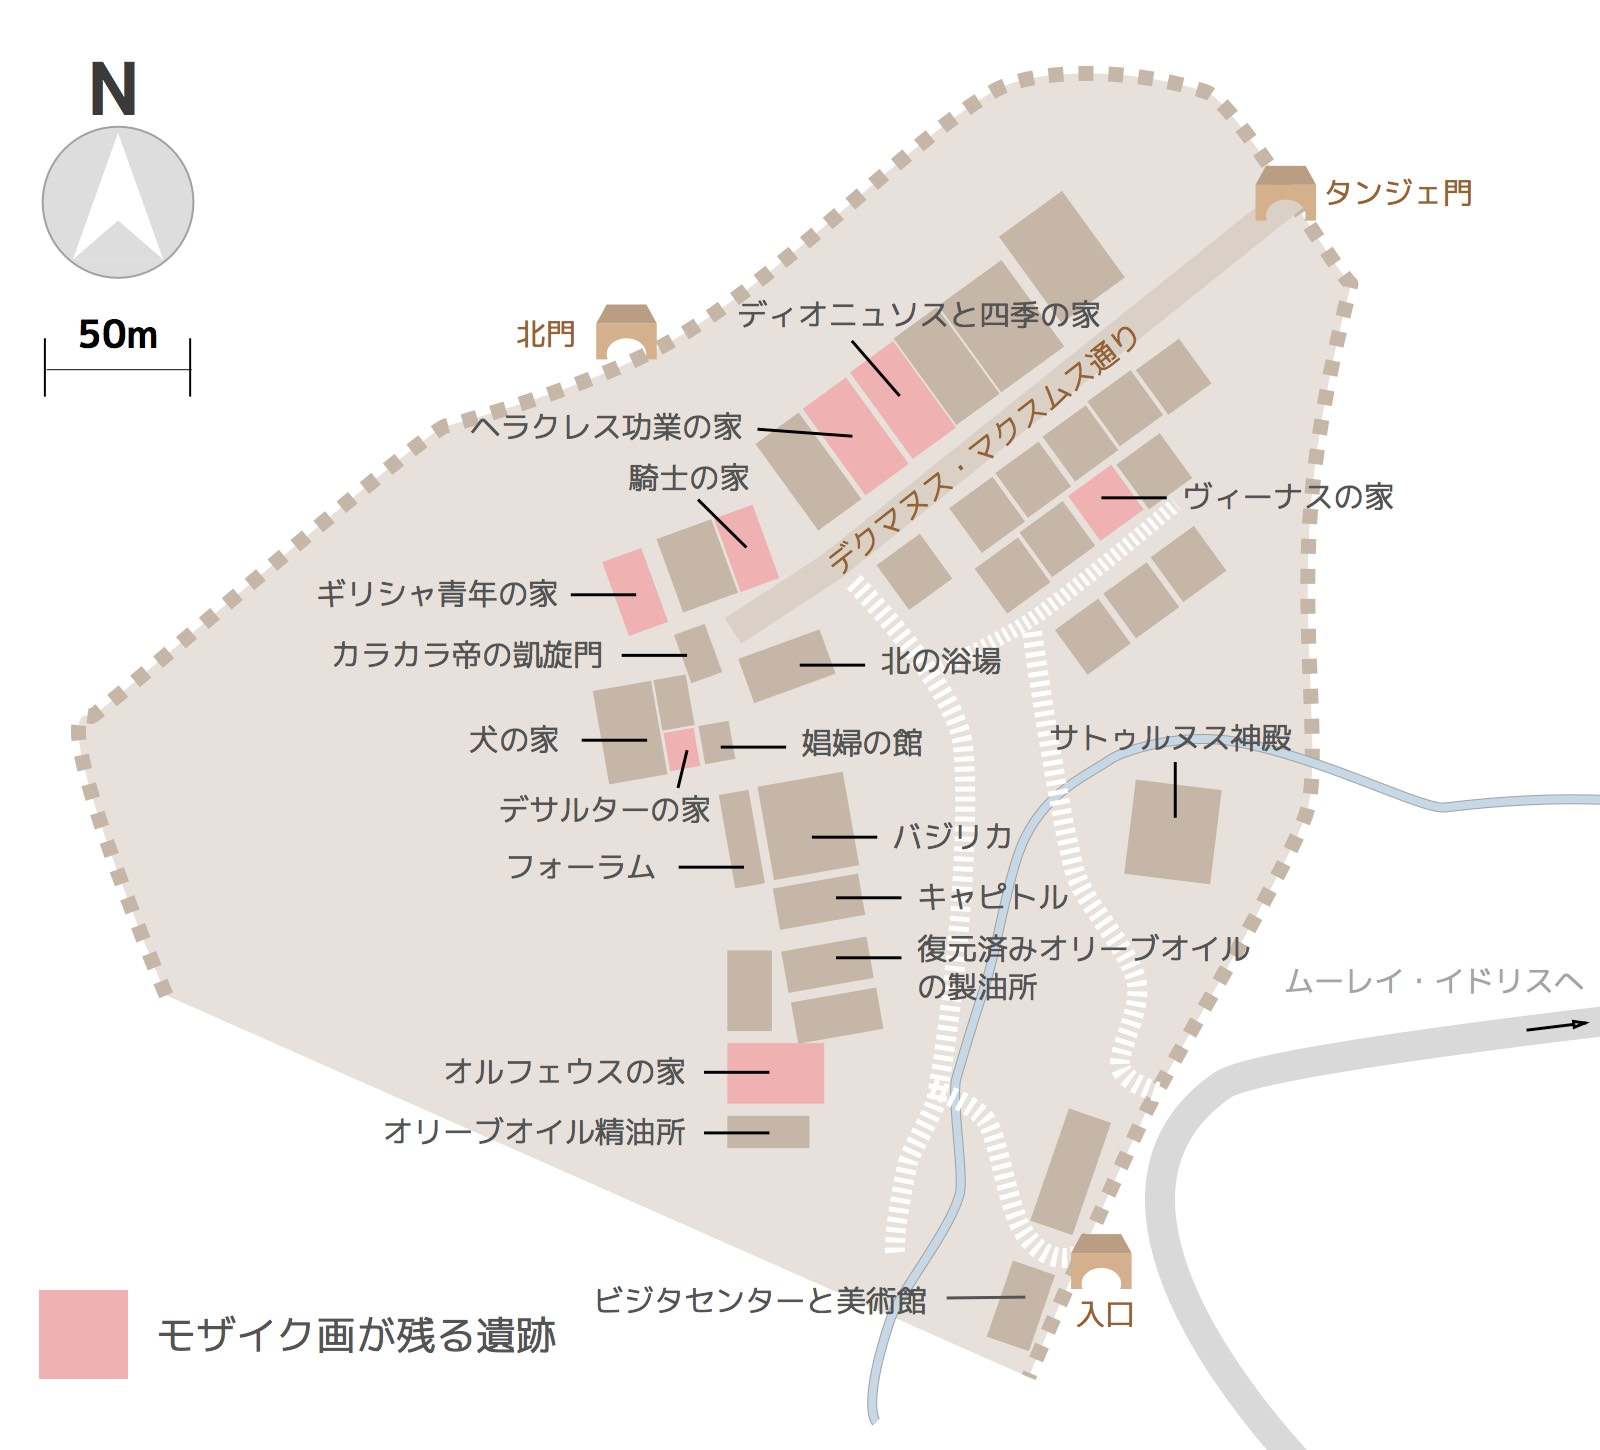 N
50m
タンジェ門
北門
ディオニュソスと四季の家
デクマヌス・マクスムス通り
ヘラクレス功業の家
騎士の家
ヴィーナスの家
ギリシャ青年の家
カラカラ帝の凱旋門
北の浴場
犬の家
娼婦の館
サトゥルヌス神殿
デサルターの家
バジリカ
フォーラム
キャピトル
復元済みオリーブオイル
の製油所
ムーレイ・イドリスへ
オルフェウスの家
オリーブオイル精油所
ビジタセンターと美術館
入口
モザイク画が残る遺跡